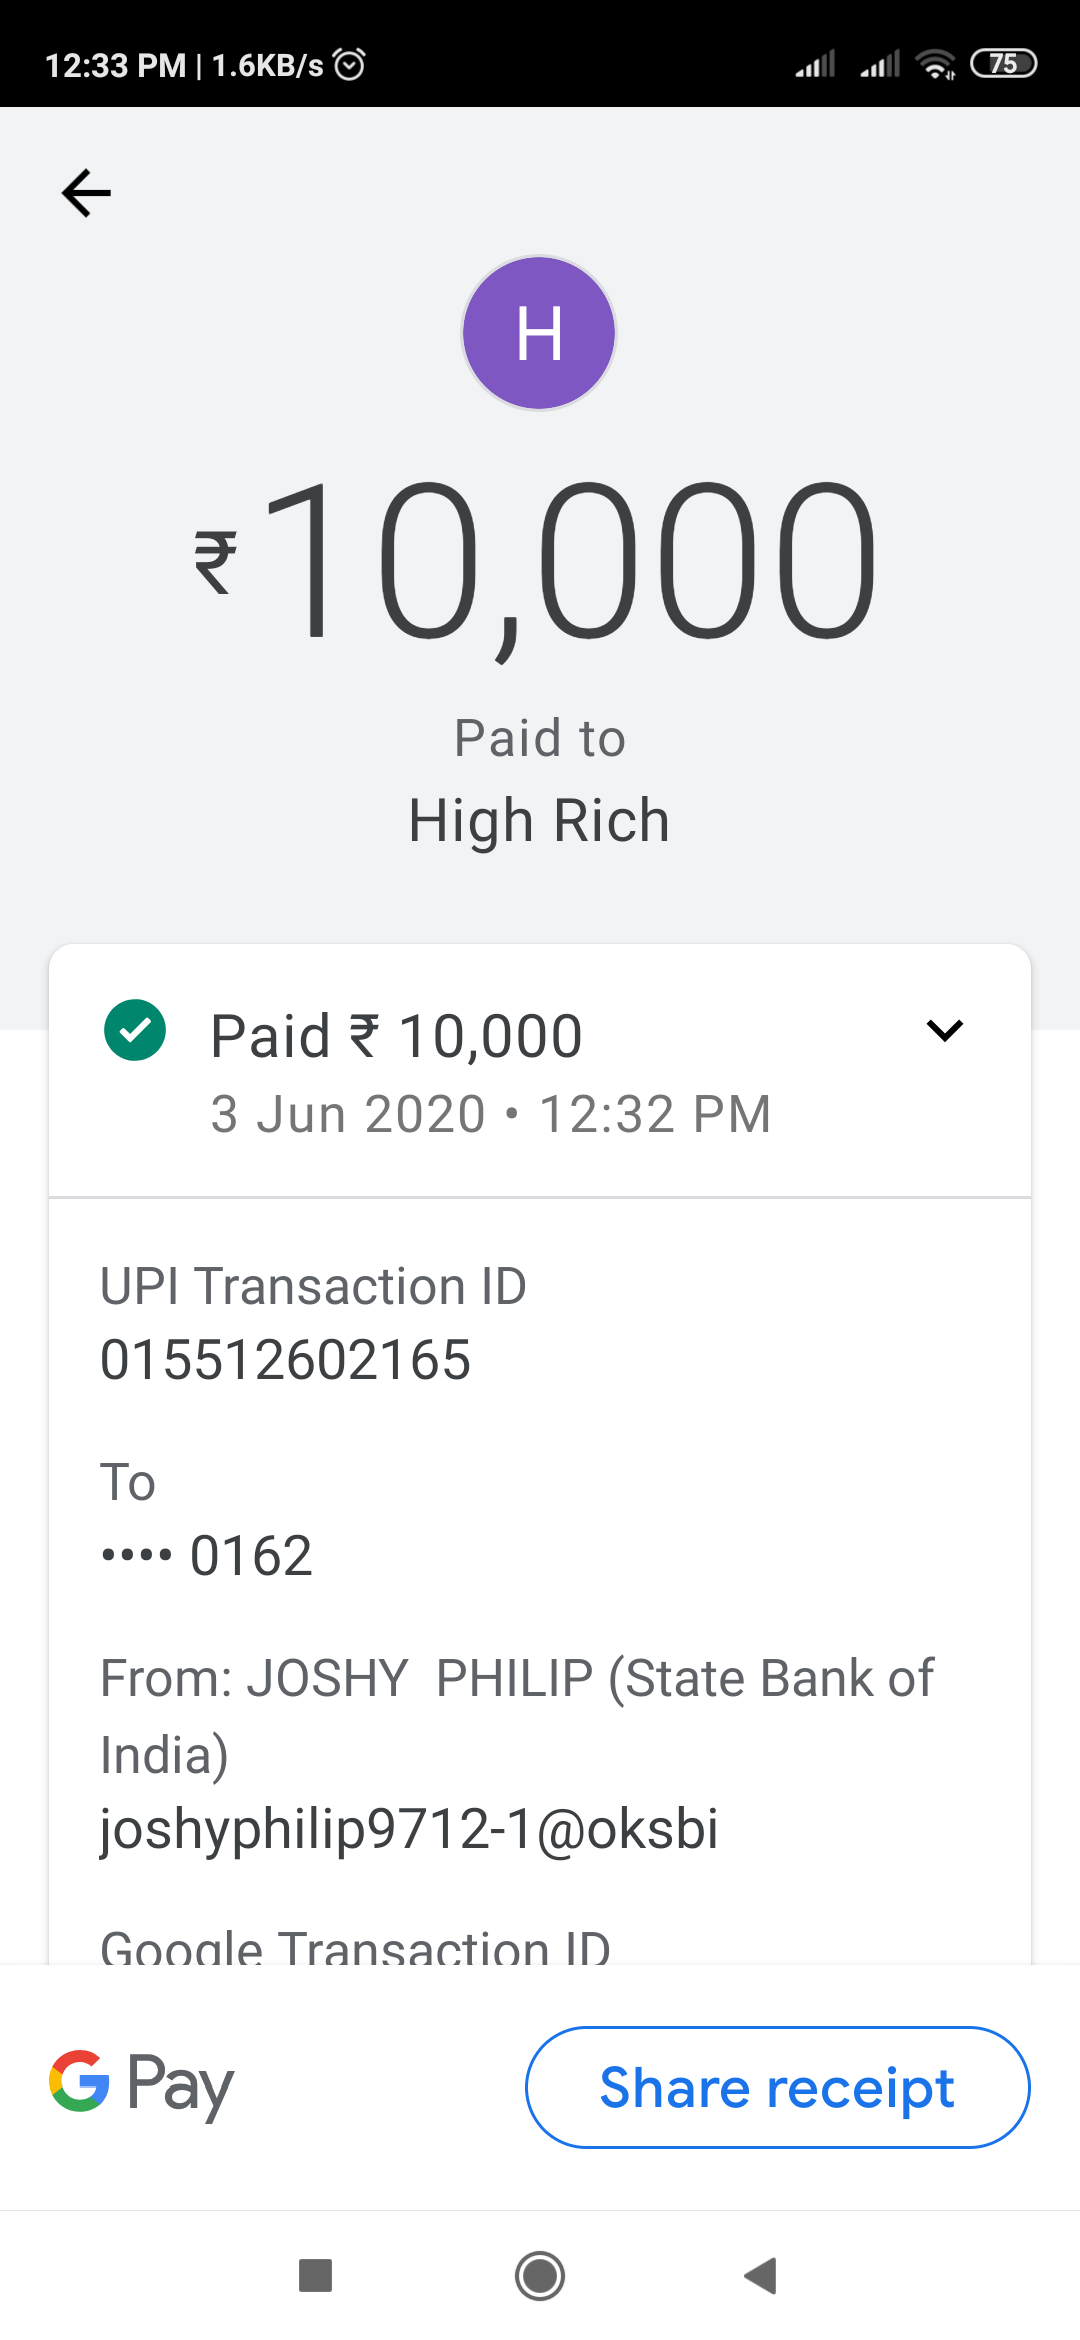 12:33 PM | 1.6KB/s
75
H
₹10,000
Paid to
High Rich
Paid ₹ 10,000
3 Jun 2020 • 12:32 PM
UPI Transaction ID
015512602165
To
•••• 0162
From: JOSHY  PHILIP (State Bank of
India)
joshyphilip9712-1@oksbi
Google Transaction ID
G Pay
Share receipt